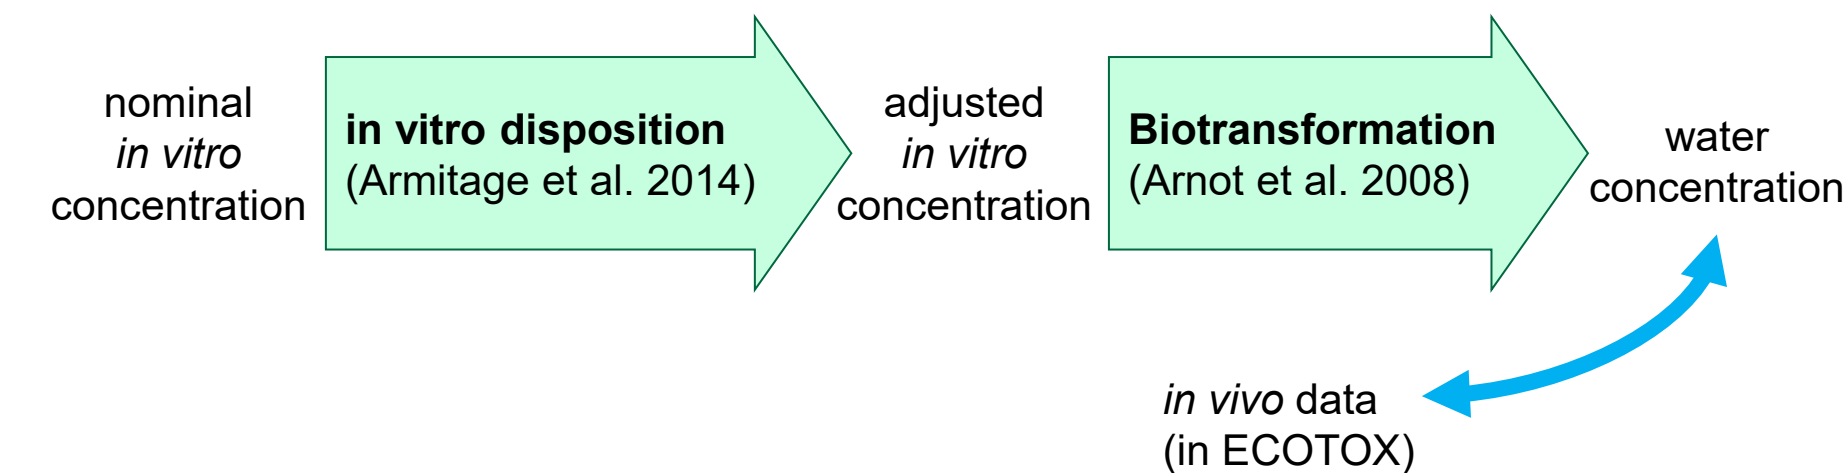 nominal
in vitro
concentration
in vitro disposition
(Armitage et al. 2014)
adjusted
in vitro
concentration
Biotransformation
(Arnot et al. 2008)
water
concentration
in vivo data
(in ECOTOX)